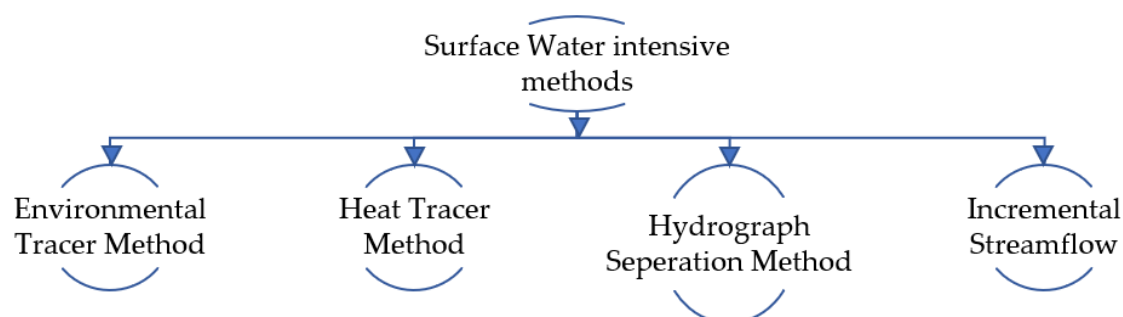 Surface Water intensive
methods
Environmental
Tracer Method
Heat Tracer
Method
Hydrograph
Seperation Method
Incremental
Streamflow